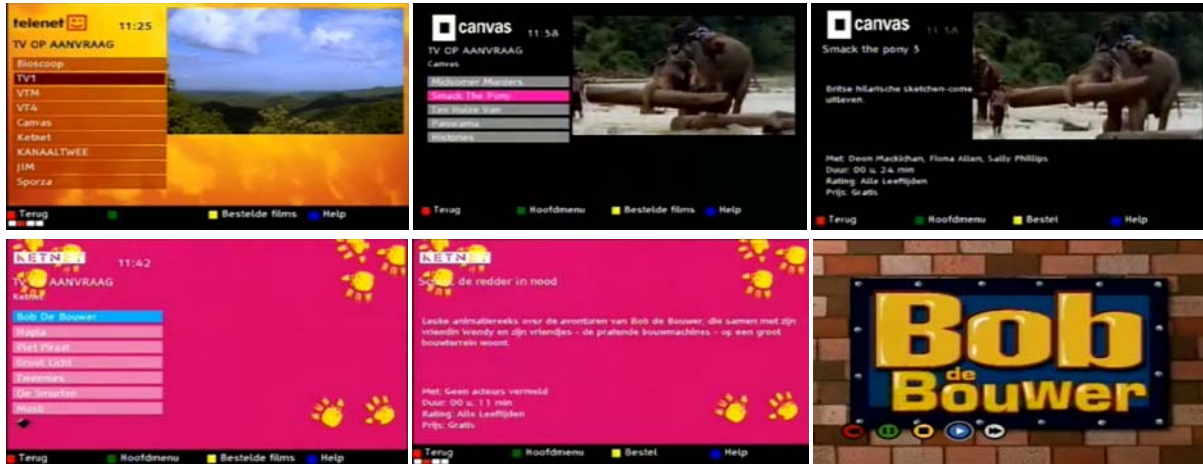 telenet
11:25
TV OP AANVRAAG
Bioscoop
TV1
VTM
VT4
Canvas
Ketnet
KANAALTWEE
JIM
Sporza
Terug
Bestelde films
Help
canvas
11:58
TV OP AANVRAAG
Canvas
Midsomer Murders
Smack The Pony
Ten Huize Van
Panorama
Histories
Terug
Hoofdmenu
Bestelde films
Help
canvas
11 58
Smack the pony 3
Britse hilarische sketchen-come
uitleven.
Met: Doon Mackichan, Fiona Allen, Sally Phillips
Duur: 00 u, 24 min
Rating: Alle Leeftijden
Prijs: Gratis
Terug
Hoofdmenu
Bestel
Help
KETN
11:42
TV AANVRAAG
Ketnet
Bob De Bouwer
Hopla
Piet Piraat
Groot Licht
Tweenies
De Smurfen
Musti
Terug
Hoofdmenu
Bestelde films
Help
KETN
de redder in nood
Leuke animatiereeks over de avonturen van Bob de Bouwer, die samen met zijn
vriendin Wendy en zijn vriendjes - de pratende bouwmachines - op een groot
bouwterrein woont.
Met: Geen acteurs vermeld
Duur: 00 u, 11 min
Rating: Alle Leeftijden
Prijs: Gratis
Terug
Hoofdmenu
Bestel
Help
Bob
de
Bouwer